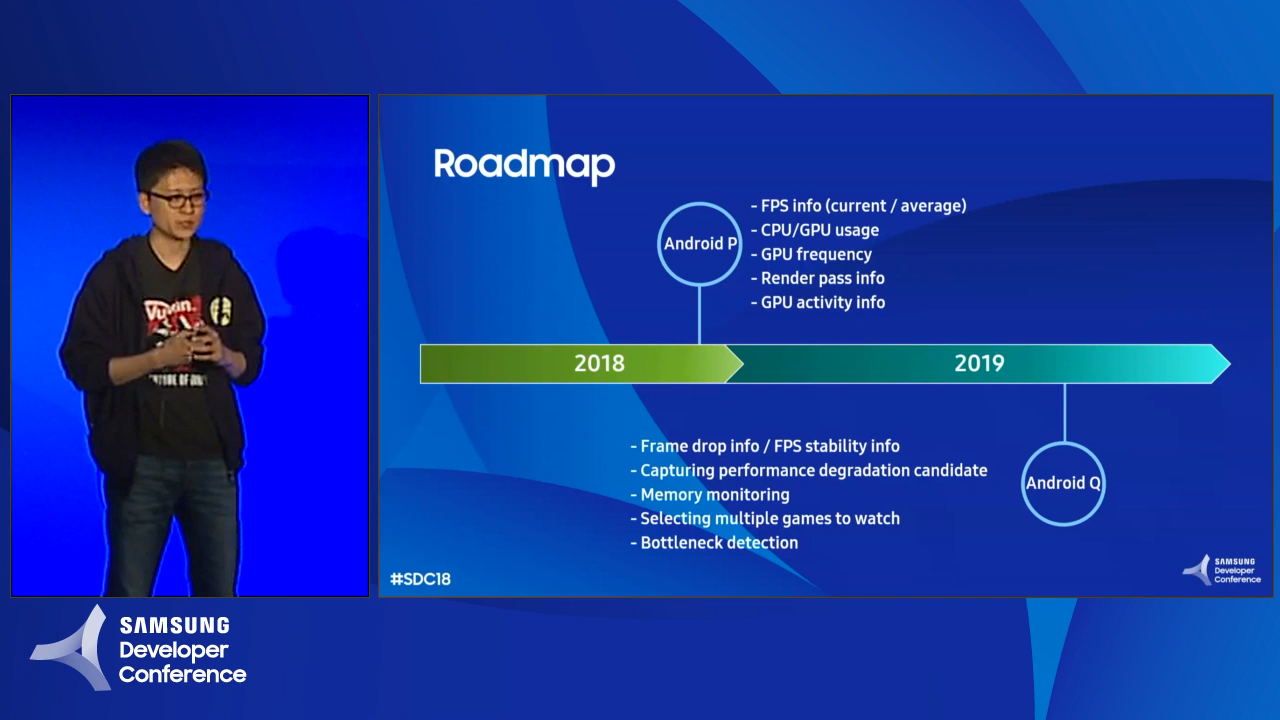 Roadmap
Android P
- FPS info (current / average)
- CPU/GPU usage
- GPU frequency
- Render pass info
- GPU activity info
2018
2019
- Frame drop info / FPS stability info
- Capturing performance degradation candidate
- Memory monitoring
- Selecting multiple games to watch
- Bottleneck detection
Android Q
#SDC18
SAMSUNG
Developer
Conference
SAMSUNG
Developer
Conference